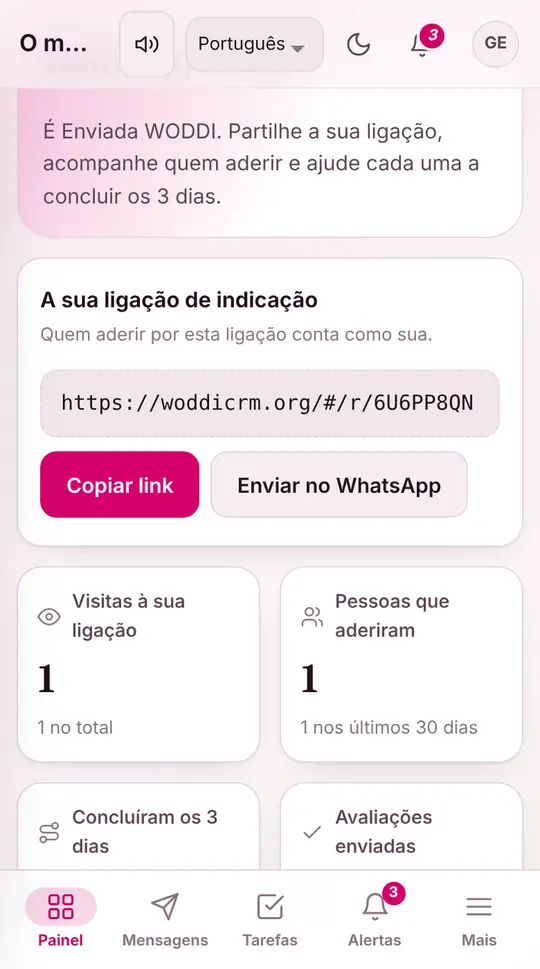 O m...
Português
3
GE
É Enviada WODDI. Partilhe a sua ligação,
acompanhe quem aderir e ajude cada uma a
concluir os 3 dias.
A sua ligação de indicação
Quem aderir por esta ligação conta como sua.
https://woddicrm.org/#/r/6U6PP8QN
Copiar link
Enviar no WhatsApp
Visitas à sua
ligação
1
1 no total
Pessoas que
aderiram
1
1 nos últimos 30 dias
Concluíram os 3
dias
Avaliações
enviadas
Painel
Mensagens
Tarefas
3
Alertas
Mais